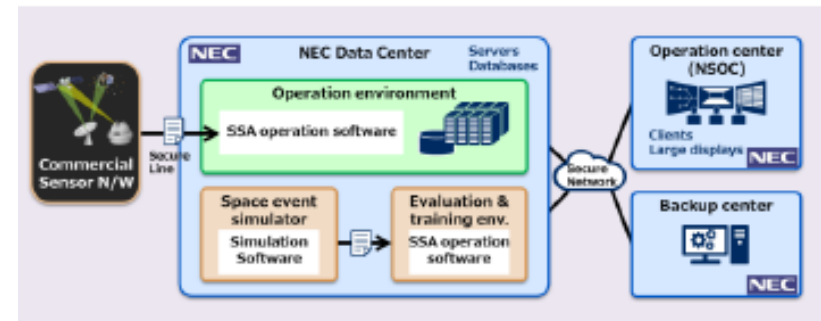 Commercial
Sensor N/W
Secure
Line
NEC
NEC Data Center
Servers
Databases
Operation environment
SSA operation software
Space event
simulator
Simulation
Software
Evaluation &
training env.
SSA operation
software
Secure
Network
Operation center
(NSOC)
Clients
Large displays
NEC
Backup center
NEC